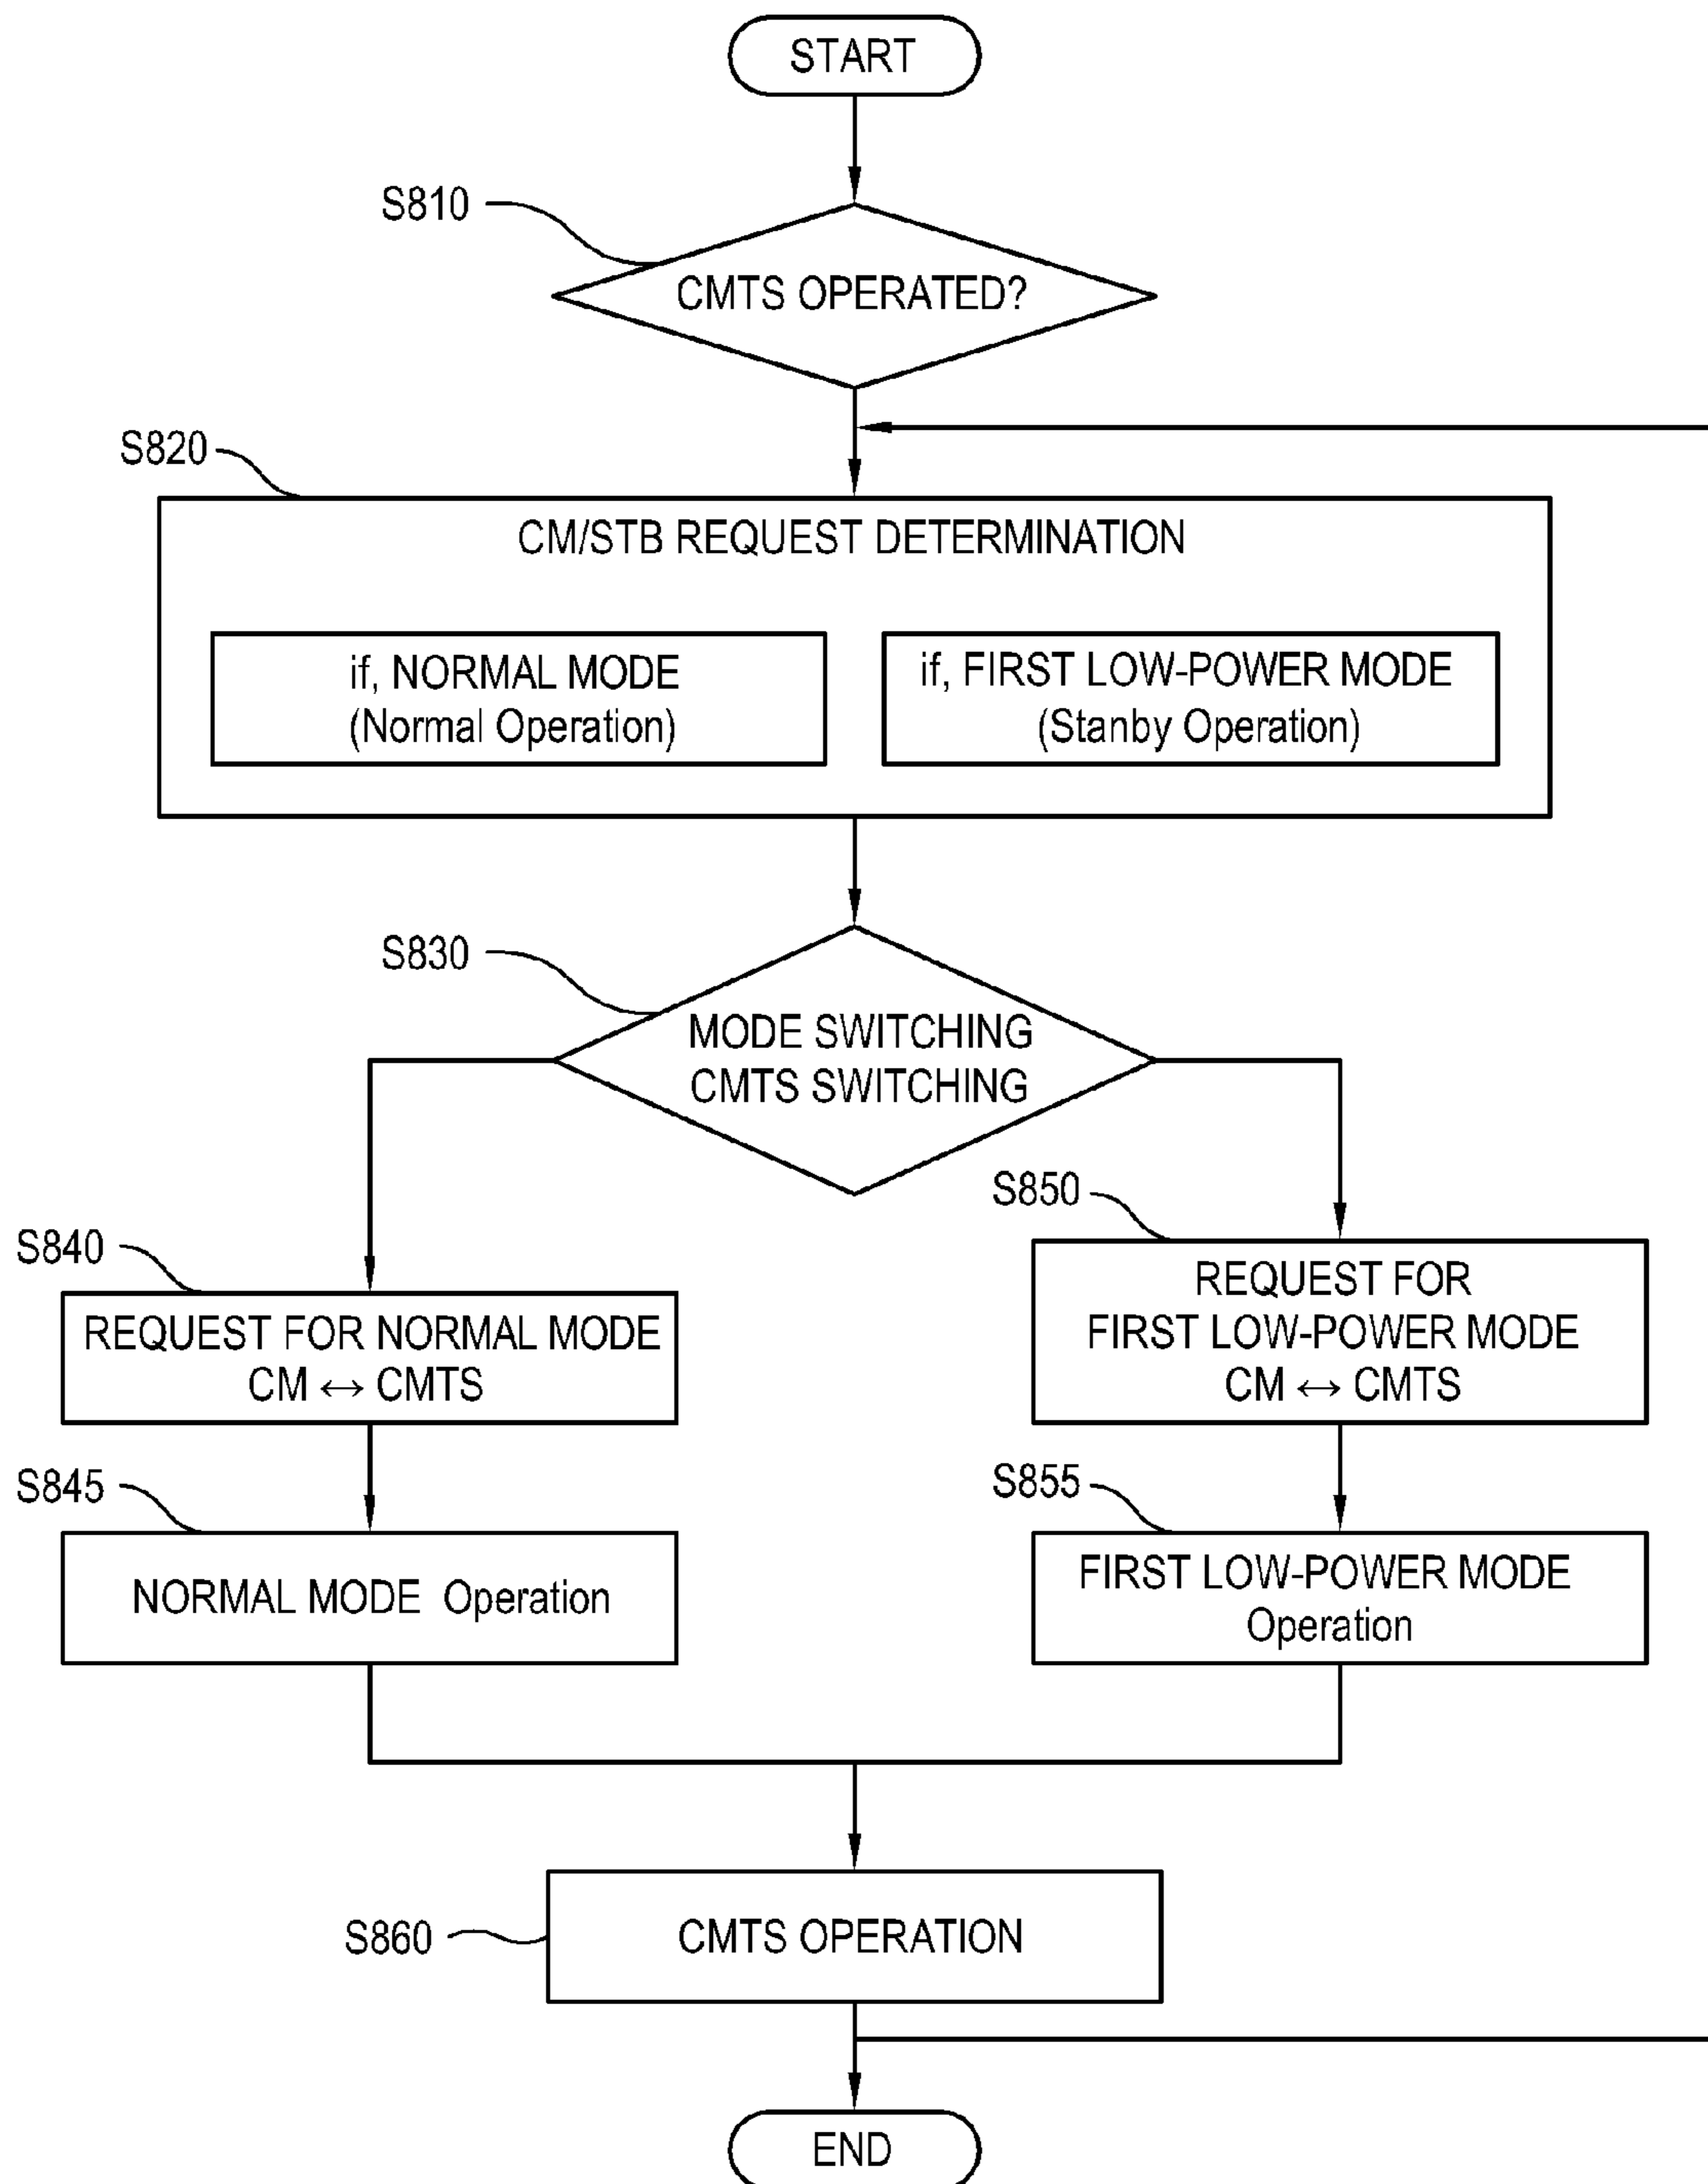 START
S810
CMTS OPERATED?
S820
CM/STB REQUEST DETERMINATION
if, NORMAL MODE
(Normal Operation)
if, FIRST LOW-POWER MODE
(Stanby Operation)
S830
MODE SWITCHING
CMTS SWITCHING
S840
REQUEST FOR NORMAL MODE
CM ↔ CMTS
S850
REQUEST FOR
FIRST LOW-POWER MODE
CM ↔ CMTS
S845
NORMAL MODE Operation
S855
FIRST LOW-POWER MODE
Operation
S860
CMTS OPERATION
END